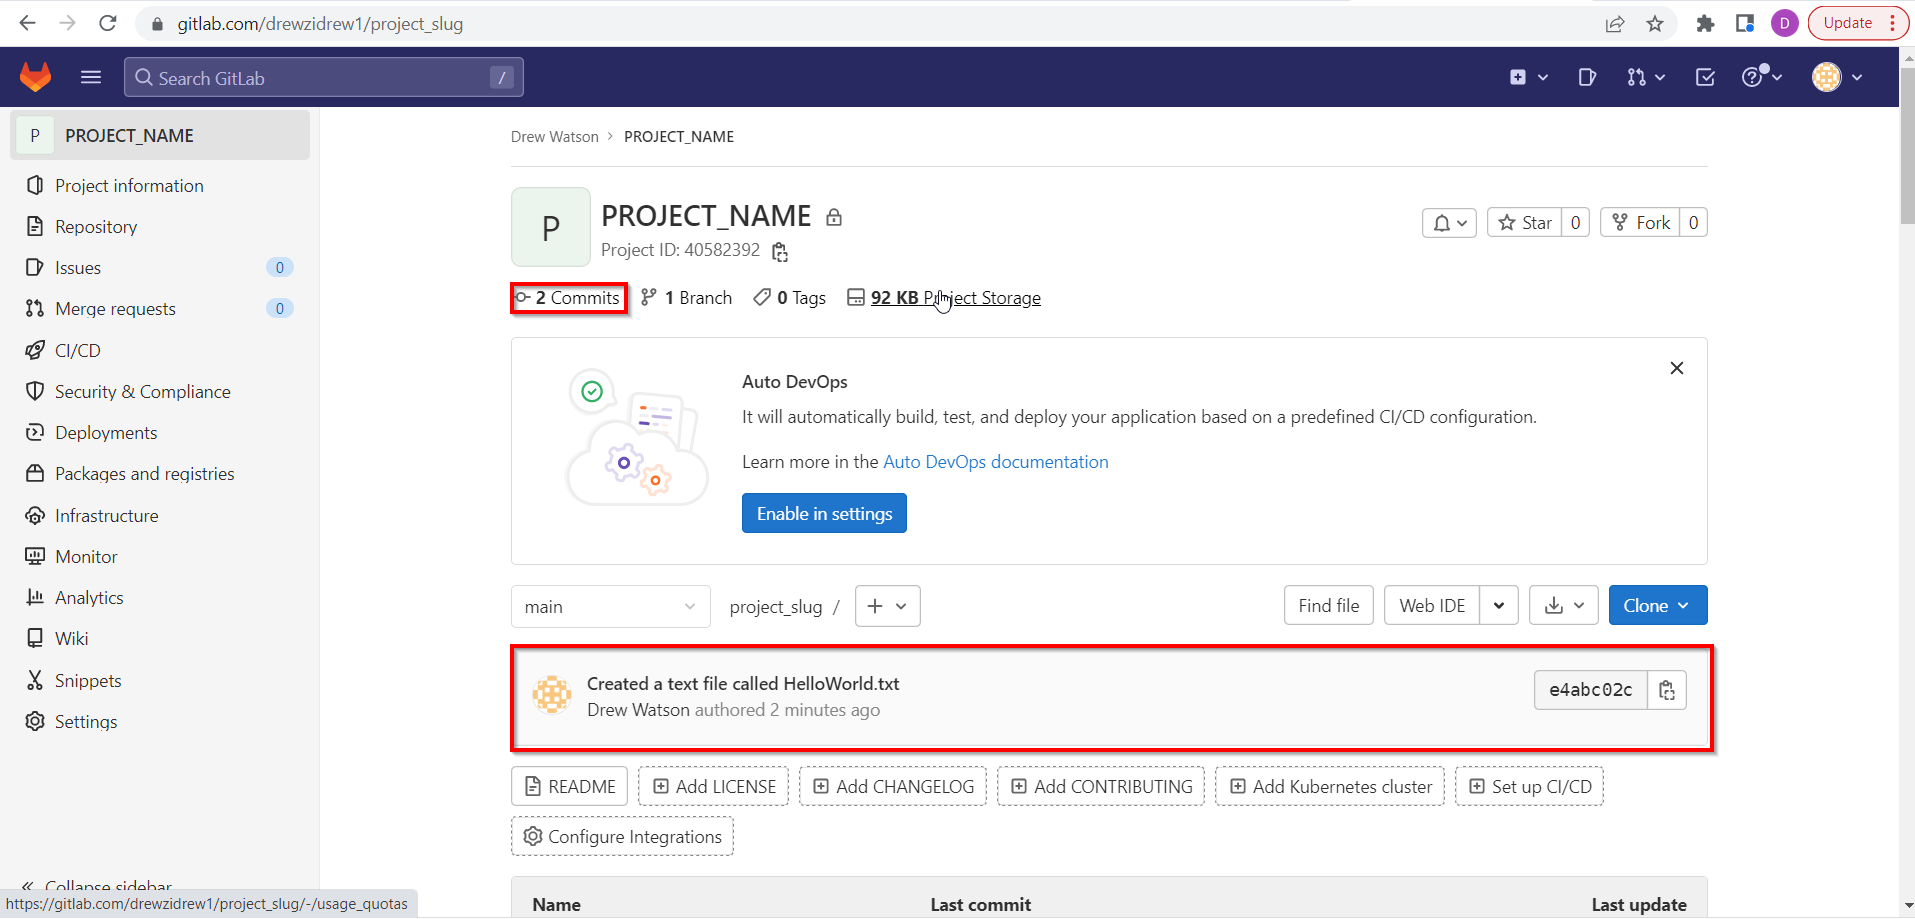 gitlab.com/drewzidrew1/project_slug
D
Update
Search GitLab
/
P PROJECT_NAME
Project information
Repository
Issues 0
Merge requests 0
CI/CD
Security & Compliance
Deployments
Packages and registries
Infrastructure
Monitor
Analytics
Wiki
Snippets
Settings
Collapse sidebar
https://gitlab.com/drewzidrew1/project_slug/-/usage_quotas
Drew Watson › PROJECT_NAME
P
PROJECT_NAME
Project ID: 40582392
Star 0
Fork 0
2 Commits 1 Branch 0 Tags 92 KB Project Storage
Auto DevOps
It will automatically build, test, and deploy your application based on a predefined CI/CD configuration.
Learn more in the Auto DevOps documentation
Enable in settings
main
project_slug /
Find file
Web IDE
Clone
Created a text file called HelloWorld.txt
Drew Watson authored 2 minutes ago
e4abc02c
README Add LICENSE Add CHANGELOG Add CONTRIBUTING Add Kubernetes cluster Set up CI/CD
Configure Integrations
Name Last commit Last update